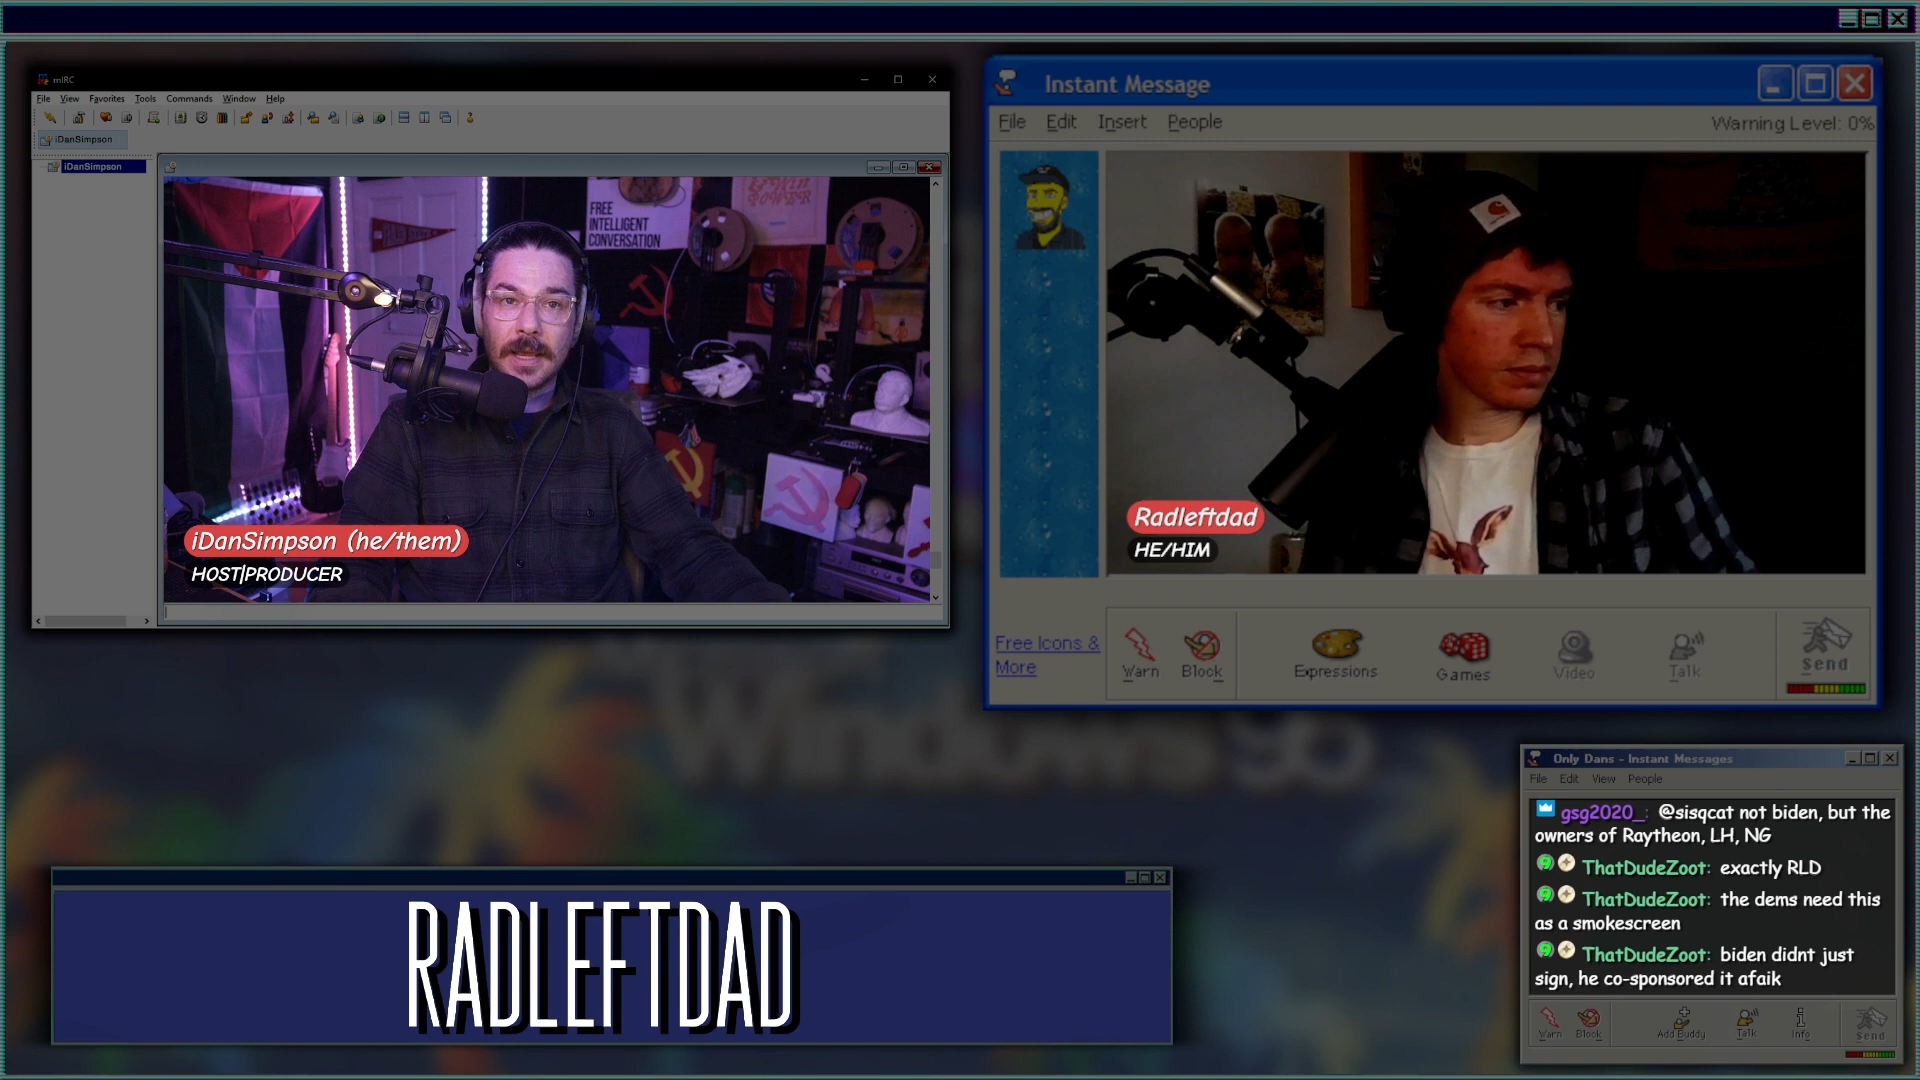 mIRC
File View Favorites Tools Commands Window Help
iDanSimpson
iDanSimpson
FREE
INTELLIGENT
CONVERSATION
iDanSimpson (he/them)
HOST|PRODUCER
Instant Message
File Edit Insert People
Warning Level: 0%
Radleftdad
HE/HIM
Free Icons &
More
Warn Block Expressions Games Video Talk Send
Windows 95
RADLEFTDAD
Only Dans - Instant Messages
File Edit View People
gsg2020_: @sisqcat not biden, but the
owners of Raytheon, LH, NG
ThatDudeZoot: exactly RLD
ThatDudeZoot: the dems need this
as a smokescreen
ThatDudeZoot: biden didnt just
sign, he co-sponsored it afaik
Warn Block Add Buddy Talk Info Send